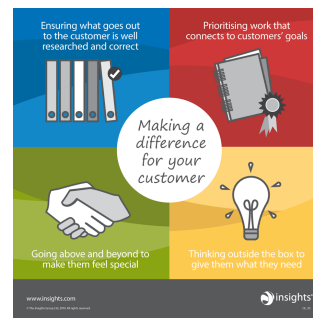 Ensuring what goes out
to the customer is well
researched and correct
Prioritising work that
connects to customers' goals
Making a
difference
for your
customer
Going above and beyond to
make them feel special
Thinking outside the box to
give them what they need
www.insights.com
insights